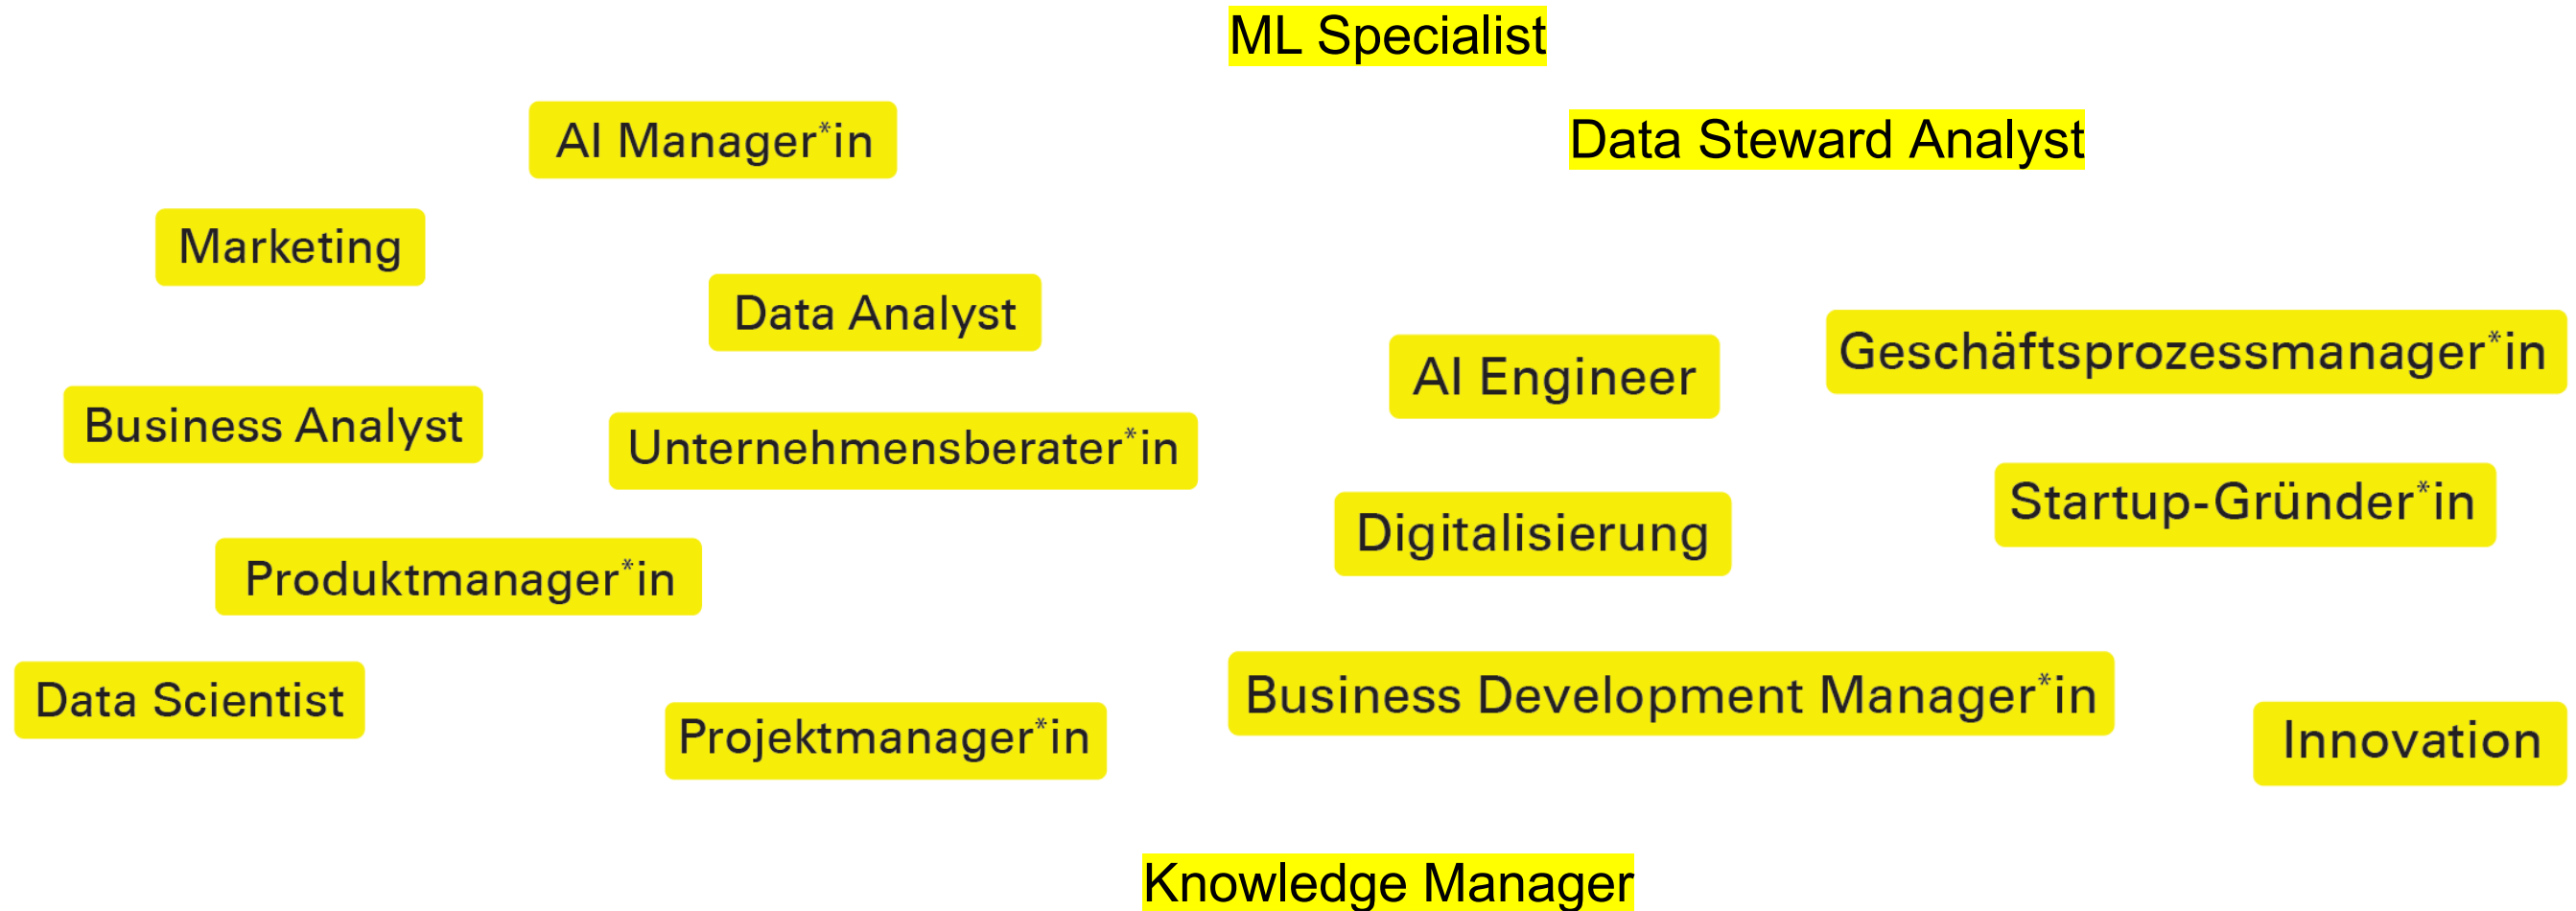 ML Specialist
AI Manager*in
Data Steward Analyst
Marketing
Data Analyst
AI Engineer
Geschäftsprozessmanager*in
Business Analyst
Unternehmensberater*in
Digitalisierung
Startup-Gründer*in
Produktmanager*in
Data Scientist
Projektmanager*in
Business Development Manager*in
Innovation
Knowledge Manager